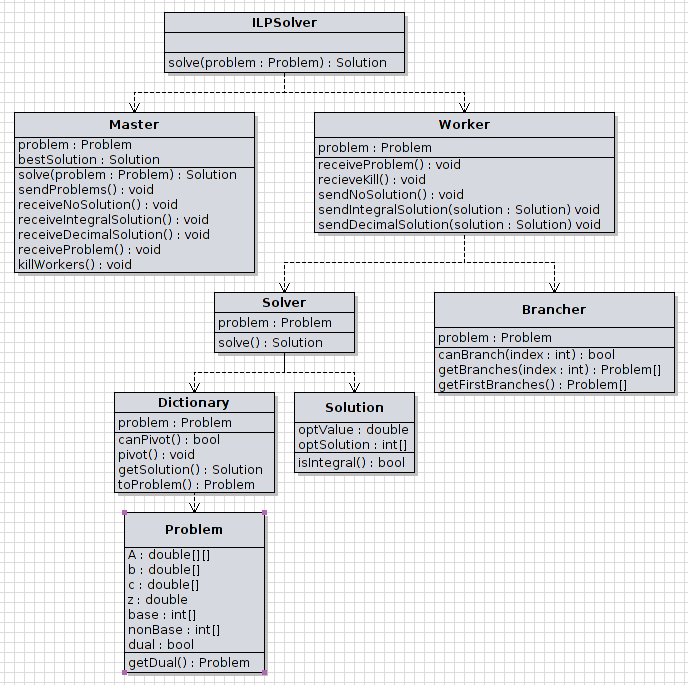 ILPSolver
solve(problem : Problem) : Solution
Master
problem : Problem
bestSolution : Solution
solve(problem : Problem) : Solution
sendProblems() : void
receiveNoSolution() : void
receiveIntegralSolution() : void
receiveDecimalSolution() : void
receiveProblem() : void
killWorkers() : void
Worker
problem : Problem
receiveProblem() : void
recieveKill() : void
sendNoSolution() : void
sendIntegralSolution(solution : Solution) void
sendDecimalSolution(solution : Solution) void
Solver
problem : Problem
solve() : Solution
Brancher
problem : Problem
canBranch(index : int) : bool
getBranches(index : int) : Problem[]
getFirstBranches() : Problem[]
Dictionary
problem : Problem
canPivot() : bool
pivot() : void
getSolution() : Solution
toProblem() : Problem
Solution
optValue : double
optSolution : int[]
isIntegral() : bool
Problem
A : double[][]
b : double[]
c : double[]
z : double
base : int[]
nonBase : int[]
dual : bool
getDual() : Problem